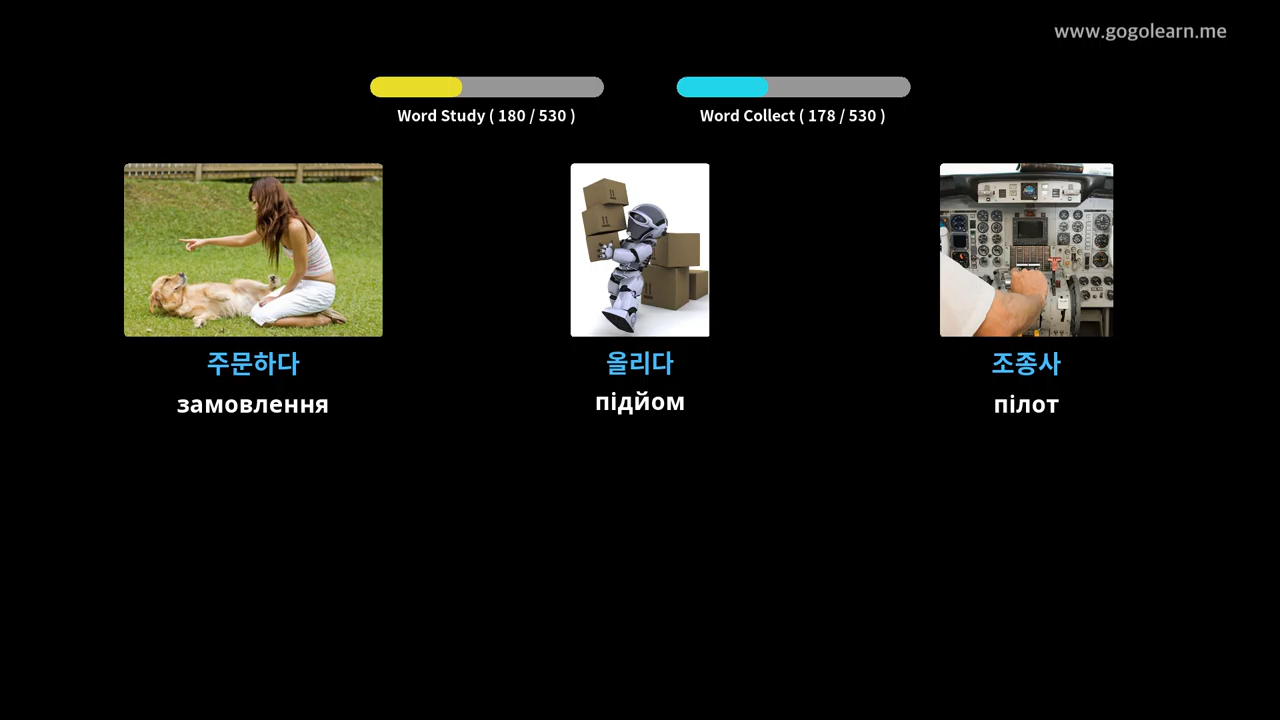 www.gogolearn.me
Word Study ( 180 / 530 )
Word Collect ( 178 / 530 )
주문하다
올리다
조종사
замовлення
підйом
пілот